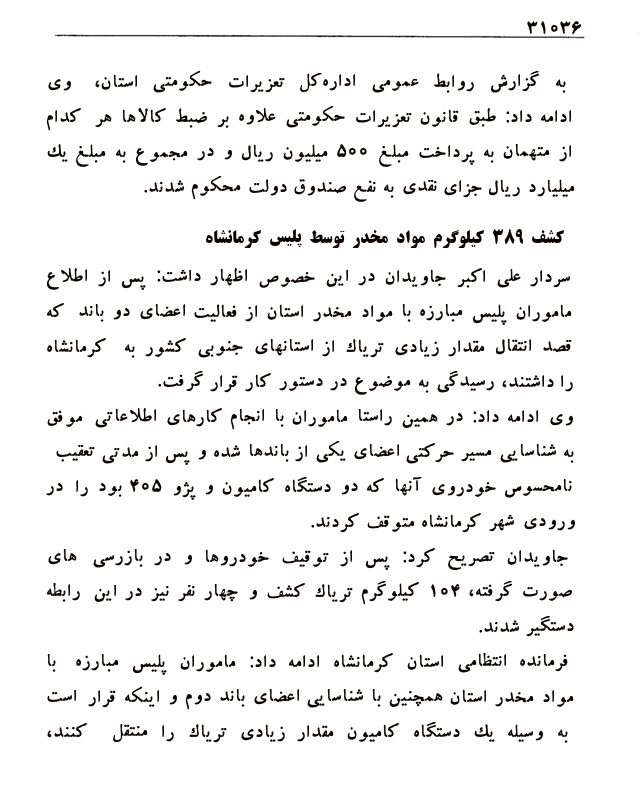 ۳۱۰۳۶
به گزارش روابط عمومی اداره‌کل تعزیرات حکومتی استان، وی
ادامه داد: طبق قانون تعزیرات حکومتی علاوه بر ضبط کالاها هر کدام
از متهمان به پرداخت مبلغ ۵۰۰ میلیون ریال و در مجموع به مبلغ یك
میلیارد ریال جزای نقدی به نفع صندوق دولت محکوم شدند.
کشف ۳۸۹ کیلوگرم مواد مخدر توسط پلیس کرمانشاه
سردار علی اکبر جاویدان در این خصوص اظهار داشت: پس از اطلاع
ماموران پلیس مبارزه با مواد مخدر استان از فعالیت اعضای دو باند که
قصد انتقال مقدار زیادی تریاك از استانهای جنوبی کشور به کرمانشاه
را داشتند، رسیدگی به موضوع در دستور کار قرار گرفت.
وی ادامه داد: در همین راستا ماموران با انجام کارهای اطلاعاتی موفق
به شناسایی مسیر حرکتی اعضای یکی از باندها شده و پس از مدتی تعقیب
نامحسوس خودروی آنها که دو دستگاه کامیون و پژو ۴۰۵ بود را در
ورودی شهر کرمانشاه متوقف کردند.
جاویدان تصریح کرد: پس از توقیف خودروها و در بازرسی های
صورت گرفته، ۱۰۴ کیلوگرم تریاك کشف و چهار نفر نیز در این رابطه
دستگیر شدند.
فرمانده انتظامی استان کرمانشاه ادامه داد: ماموران پلیس مبارزه با
مواد مخدر استان همچنین با شناسایی اعضای باند دوم و اینکه قرار است
به وسیله یك دستگاه کامیون مقدار زیادی تریاك را منتقل کنند،